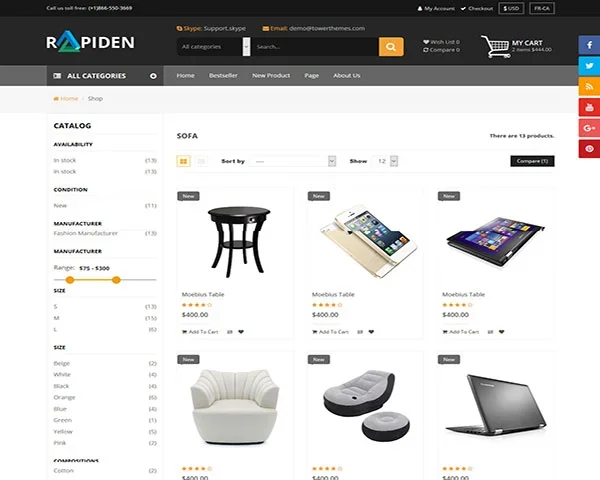 Call us toll free: (+1)866-550-3669
My Account
Checkout
$ USD
FR-CA
RAPIDEN
Skype: Support.skype
Email: demo@towerthemes.com
All categories
Search...
Wish List 0
Compare 0
MY CART
2 items $444.00
ALL CATEGORIES
Home
Bestseller
New Product
Page
About Us
Home / Shop
CATALOG
AVAILABILITY
In stock (13)
In stock (13)
CONDITION
New (11)
MANUFACTURER
Fashion Manufacturer (13)
MANUFACTURER
Range: $75 - $300
SIZE
S (13)
M (15)
L (6)
SIZE
Beige (2)
White (4)
Black (4)
Orange (6)
Blue (4)
Green (4)
Yellow (5)
Pink (2)
COMPOSITIONS
Cotton (2)
SOFA
There are 13 products.
Sort by ----
Show 12
Compare (1)
New
New
New
Moebius Table
Moebius Table
Moebius Table
$400.00
$400.00
$400.00
Add To Cart
Add To Cart
Add To Cart
New
New
New